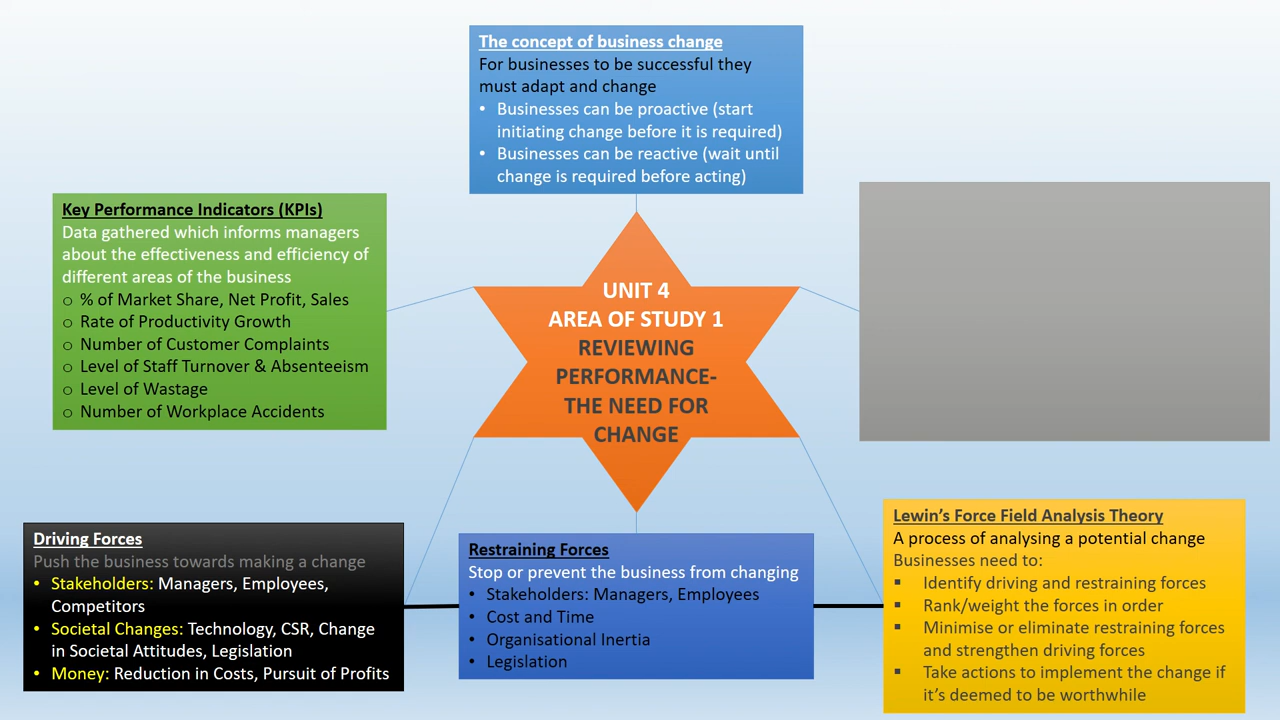 The concept of business change
For businesses to be successful they
must adapt and change
• Businesses can be proactive (start
initiating change before it is required)
• Businesses can be reactive (wait until
change is required before acting)
Key Performance Indicators (KPIs)
Data gathered which informs managers
about the effectiveness and efficiency of
different areas of the business
o % of Market Share, Net Profit, Sales
o Rate of Productivity Growth
o Number of Customer Complaints
o Level of Staff Turnover & Absenteeism
o Level of Wastage
o Number of Workplace Accidents
UNIT 4
AREA OF STUDY 1
REVIEWING
PERFORMANCE-
THE NEED FOR
CHANGE
Driving Forces
Push the business towards making a change
• Stakeholders: Managers, Employees,
Competitors
• Societal Changes: Technology, CSR, Change
in Societal Attitudes, Legislation
• Money: Reduction in Costs, Pursuit of Profits
Restraining Forces
Stop or prevent the business from changing
• Stakeholders: Managers, Employees
• Cost and Time
• Organisational Inertia
• Legislation
Lewin’s Force Field Analysis Theory
A process of analysing a potential change
Businesses need to:
▪ Identify driving and restraining forces
▪ Rank/weight the forces in order
▪ Minimise or eliminate restraining forces
and strengthen driving forces
▪ Take actions to implement the change if
it’s deemed to be worthwhile